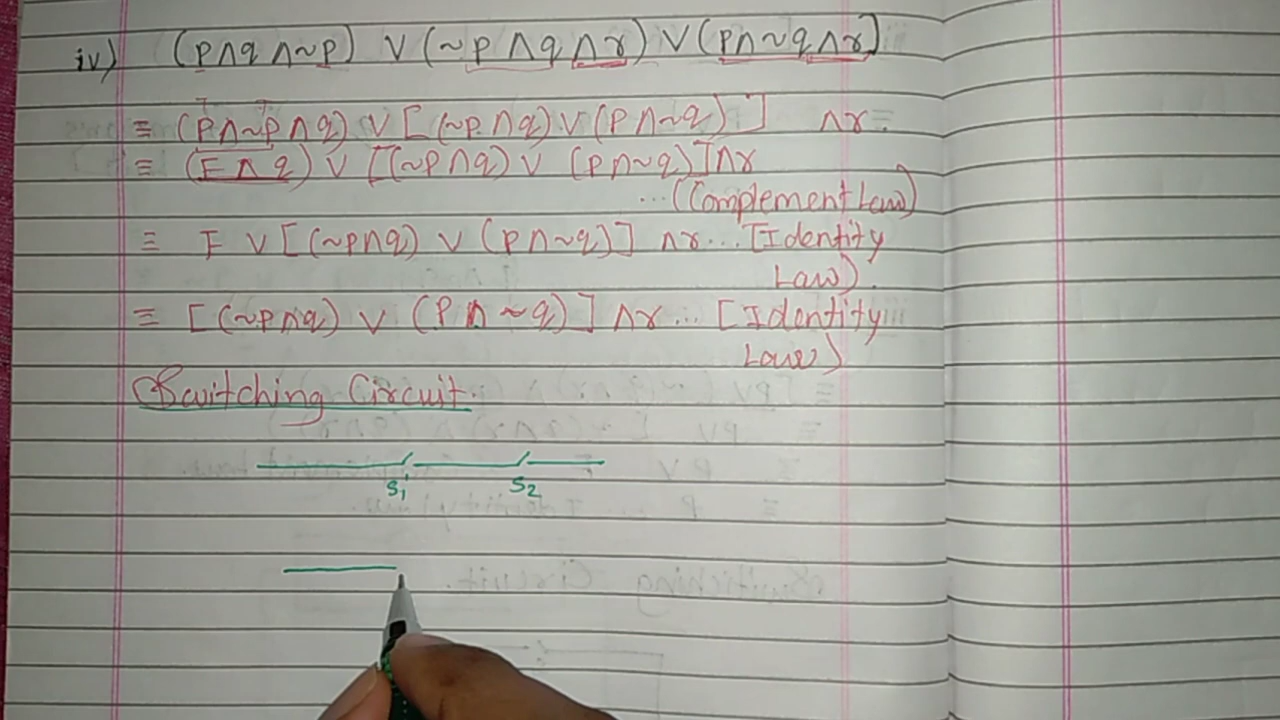 iv) (p∧q ∧~p) ∨ (~p ∧q ∧r) ∨ (p∧~q ∧r)
≡ (p∧~p∧q) ∨ [(~p∧q) ∨ (p∧~q)] ∧r.
≡ (F∧q) ∨ [(~p∧q) ∨ (p∧~q)]∧r
...(Complement Law)
≡ F ∨ [(~p∧q) ∨ (p∧~q)] ∧r... [Identity
Law).
≡ [(~p∧q) ∨ (p∧~q)] ∧r ... [Identity
Law)
Switching Circuit.
S₁' S₂